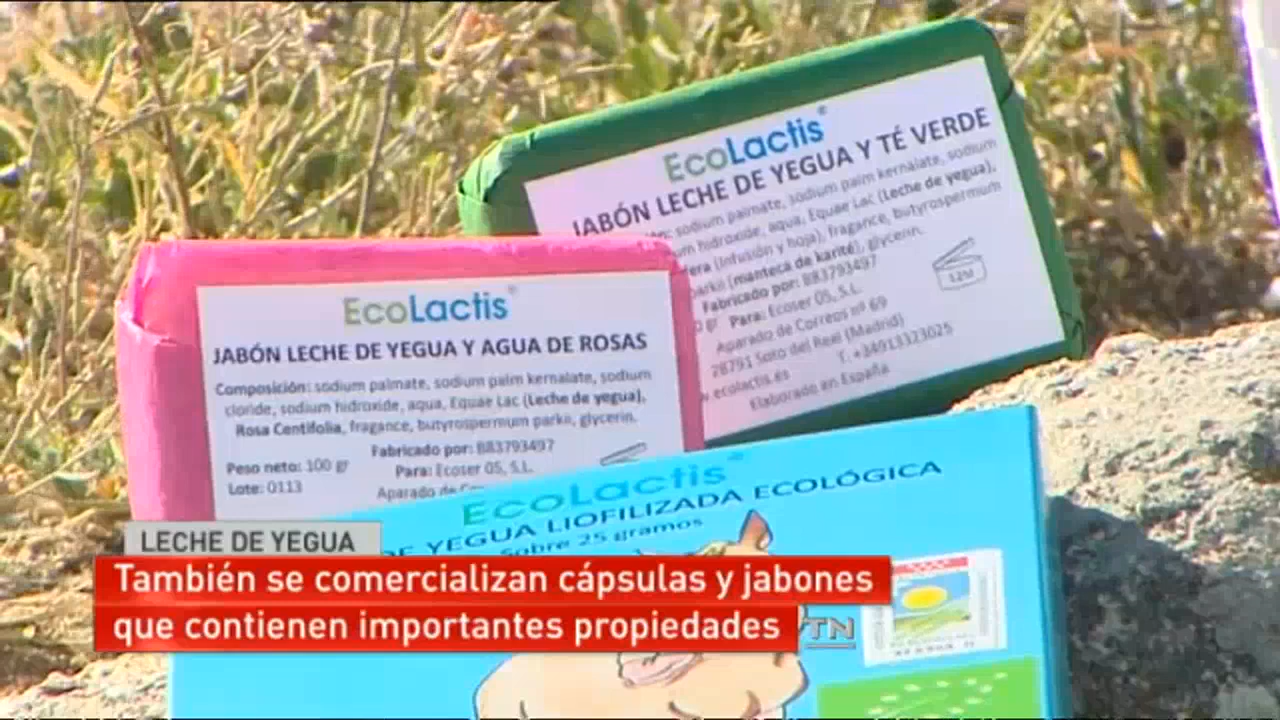 EcoLactis®
JABÓN LECHE DE YEGUA Y TÉ VERDE
sodium palmate, sodium palm kernalate, sodium
hidroxide, aqua, Equae Lac (Leche de yegua),
(infusión y hoja), fragance, butyrospermum
parkii (manteca de karité), glycerin.
Fabricado por: B83793497
Para: Ecoser 05, S.L.
Aparado de Correos nº 69
28791 Soto del Real (Madrid)
T. +34913323025
.ecolactis.es
Elaborado en España
12M
EcoLactis®
JABÓN LECHE DE YEGUA Y AGUA DE ROSAS
Composición: sodium palmate, sodium palm kernalate, sodium
cloride, sodium hidroxide, aqua, Equae Lac (Leche de yegua),
Rosa Centifolia, fragance, butyrospermum parkii, glycerin.
Fabricado por: B83793497
Peso neto: 100 gr
Para: Ecoser 05, S.L.
Lote: 0113
Aparado de
EcoLactis
DE YEGUA LIOFILIZADA ECOLÓGICA
Sobre 25 gramos
LECHE DE YEGUA
También se comercializan cápsulas y jabones
que contienen importantes propiedades
TN